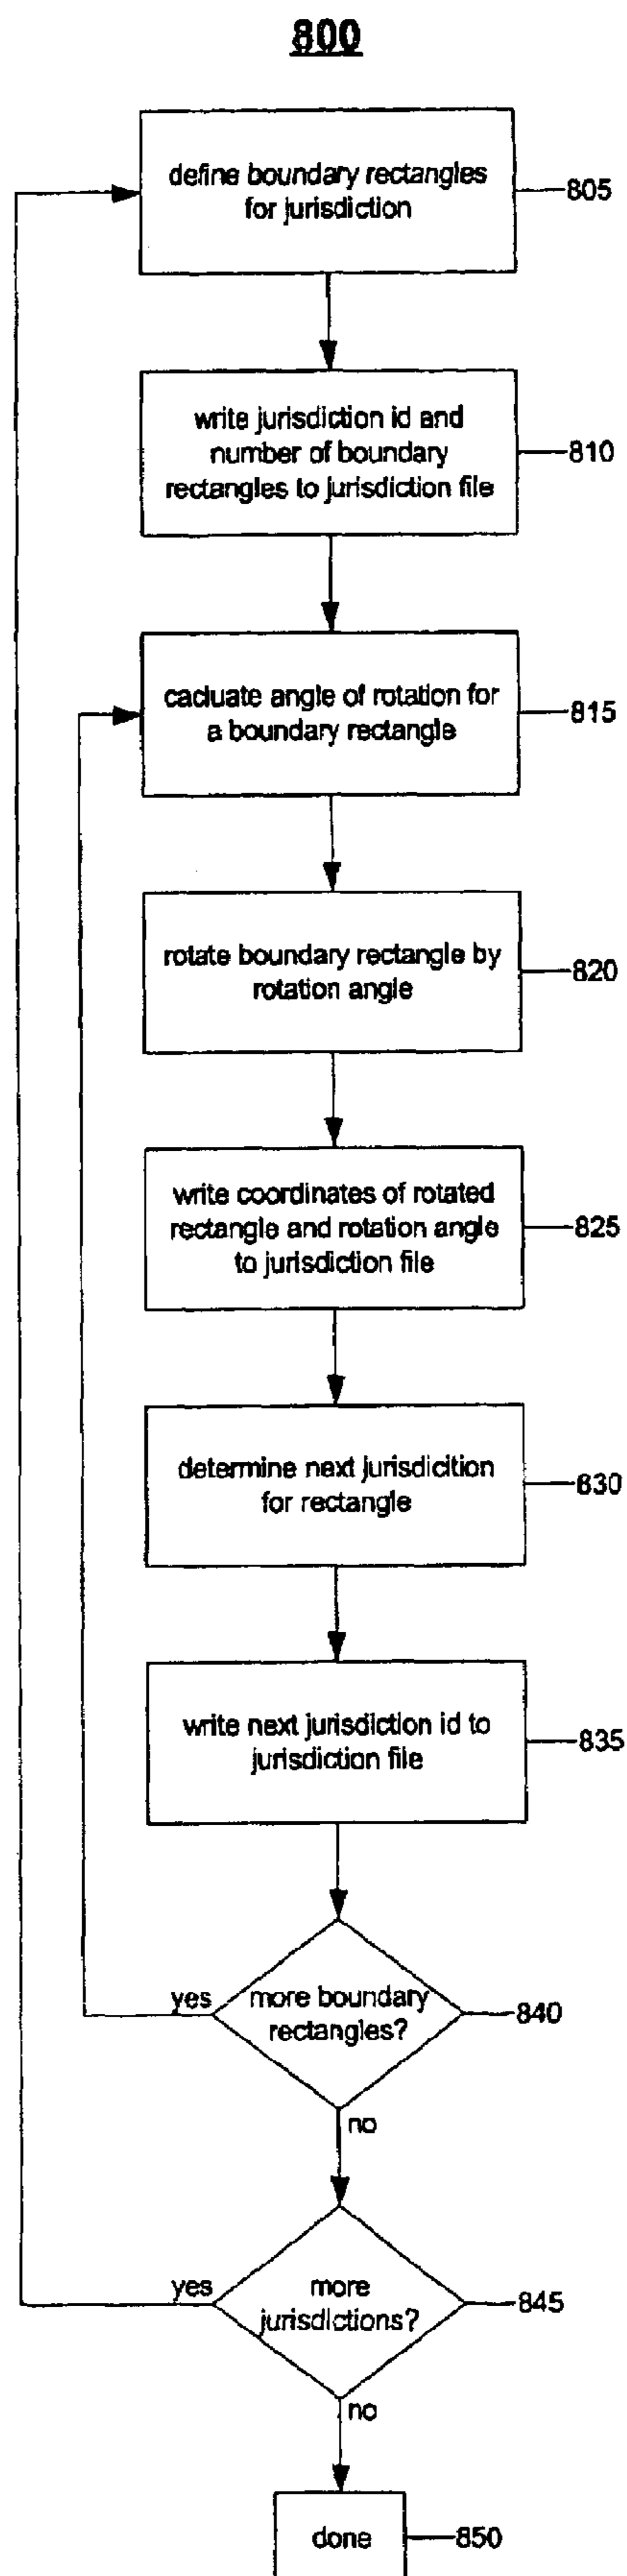 800
define boundary rectangles
for jurisdiction
805
write jurisdiction id and
number of boundary
rectangles to jurisdiction file
810
cacluate angle of rotation for
a boundary rectangle
815
rotate boundary rectangle by
rotation angle
820
write coordinates of rotated
rectangle and rotation angle
to jurisdiction file
825
determine next jurisdicition
for rectangle
830
write next jurisdiction id to
jurisdiction file
835
yes
more boundary
rectangles?
840
no
yes
more
jurisdictions?
845
no
done
850